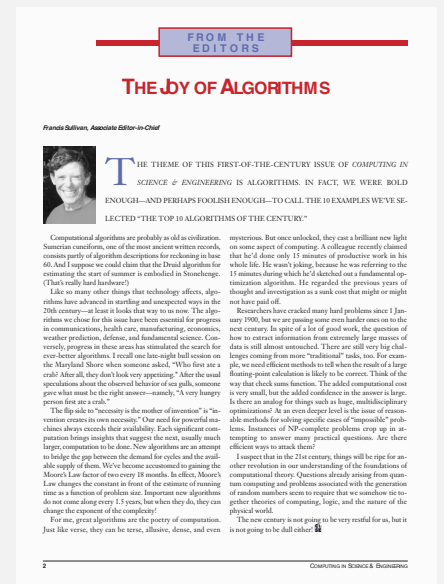 FROM THE
EDITORS
THE JOY OF ALGORITHMS
Francis Sullivan, Associate Editor-in-Chief
THE THEME OF THIS FIRST-OF-THE-CENTURY ISSUE OF COMPUTING IN
SCIENCE & ENGINEERING IS ALGORITHMS. IN FACT, WE WERE BOLD
ENOUGH—AND PERHAPS FOOLISH ENOUGH—TO CALL THE 10 EXAMPLES WE'VE SE-
LECTED "THE TOP 10 ALGORITHMS OF THE CENTURY."
Computational algorithms are probably as old as civilization.
Sumerian cuneiform, one of the most ancient written records,
consists partly of algorithm descriptions for reckoning in base
60. And I suppose we could claim that the Druid algorithm for
estimating the start of summer is embodied in Stonehenge.
(That's really hard hardware!)
Like so many other things that technology affects, algo-
rithms have advanced in startling and unexpected ways in the
20th century—at least it looks that way to us now. The algo-
rithms we chose for this issue have been essential for progress
in communications, health care, manufacturing, economics,
weather prediction, defense, and fundamental science. Con-
versely, progress in these areas has stimulated the search for
ever-better algorithms. I recall one late-night bull session on
the Maryland Shore when someone asked, "Who first ate a
crab? After all, they don't look very appetizing." After the usual
speculations about the observed behavior of sea gulls, someone
gave what must be the right answer—namely, "A very hungry
person first ate a crab."
The flip side to "necessity is the mother of invention" is "in-
vention creates its own necessity." Our need for powerful ma-
chines always exceeds their availability. Each significant com-
putation brings insights that suggest the next, usually much
larger, computation to be done. New algorithms are an attempt
to bridge the gap between the demand for cycles and the avail-
able supply of them. We've become accustomed to gaining the
Moore's Law factor of two every 18 months. In effect, Moore's
Law changes the constant in front of the estimate of running
time as a function of problem size. Important new algorithms
do not come along every 1.5 years, but when they do, they can
change the exponent of the complexity!
For me, great algorithms are the poetry of computation.
Just like verse, they can be terse, allusive, dense, and even
mysterious. But once unlocked, they cast a brilliant new light
on some aspect of computing. A colleague recently claimed
that he'd done only 15 minutes of productive work in his
whole life. He wasn't joking, because he was referring to the
15 minutes during which he'd sketched out a fundamental op-
timization algorithm. He regarded the previous years of
thought and investigation as a sunk cost that might or might
not have paid off.
Researchers have cracked many hard problems since 1 Jan-
uary 1900, but we are passing some even harder ones on to the
next century. In spite of a lot of good work, the question of
how to extract information from extremely large masses of
data is still almost untouched. There are still very big chal-
lenges coming from more "traditional" tasks, too. For exam-
ple, we need efficient methods to tell when the result of a large
floating-point calculation is likely to be correct. Think of the
way that check sums function. The added computational cost
is very small, but the added confidence in the answer is large.
Is there an analog for things such as huge, multidisciplinary
optimizations? At an even deeper level is the issue of reason-
able methods for solving specific cases of "impossible" prob-
lems. Instances of NP-complete problems crop up in at-
tempting to answer many practical questions. Are there
efficient ways to attack them?
I suspect that in the 21st century, things will be ripe for an-
other revolution in our understanding of the foundations of
computational theory. Questions already arising from quan-
tum computing and problems associated with the generation
of random numbers seem to require that we somehow tie to-
gether theories of computing, logic, and the nature of the
physical world.
The new century is not going to be very restful for us, but it
is not going to be dull either!
2
COMPUTING IN SCIENCE & ENGINEERING